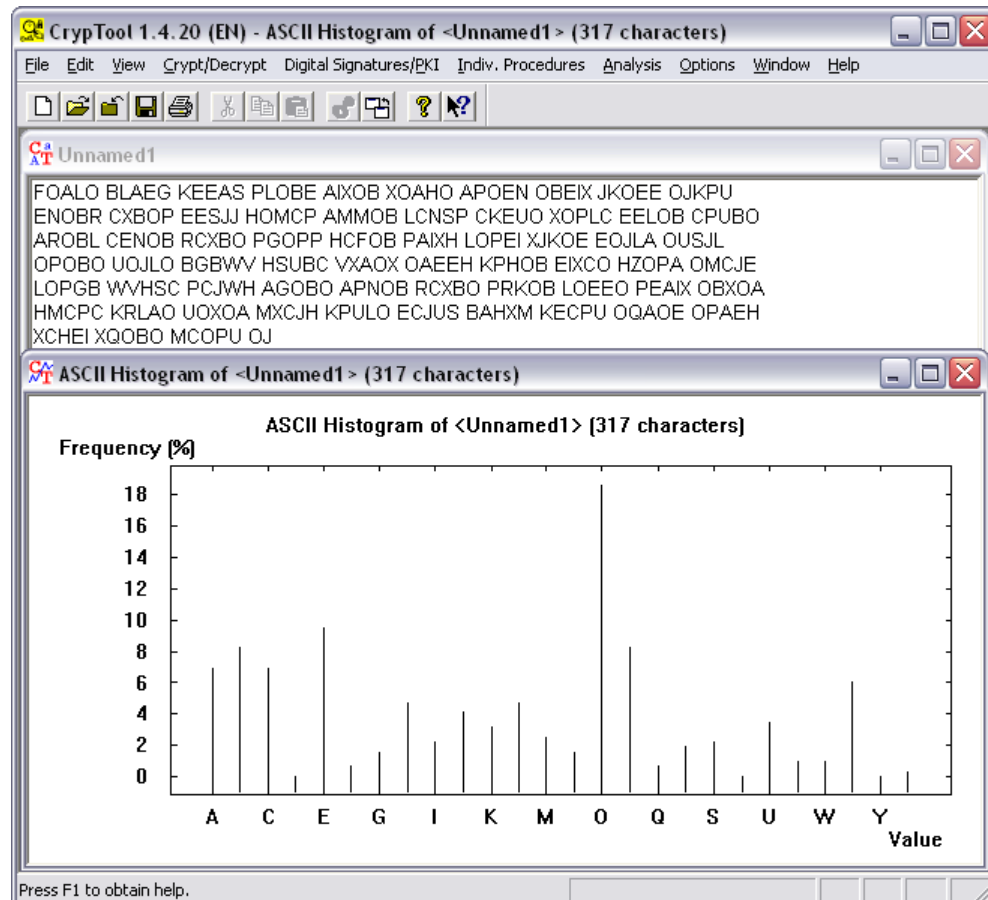 CrypTool 1.4.20 (EN) - ASCII Histogram of <Unnamed1> (317 characters)
File Edit View Crypt/Decrypt Digital Signatures/PKI Indiv. Procedures Analysis Options Window Help
Unnamed1
FOALO BLAEG KEEAS PLOBE AIXOB XOAHO APOEN OBEIX JKOEE OJKPU
ENOBR CXBOP EESJJ HOMCP AMMOB LCNSP CKEUO XOPLC EELOB CPUBO
AROBL CENOB RCXBO PGOPP HCFOB PAIXH LOPEI XJKOE EOJLA OUSJL
OPOBO UOJLO BGBWV HSUBC VXAOX OAEEH KPHOB EIXCO HZOPA OMCJE
LOPGB WVHSC PCJWH AGOBO APNOB RCXBO PRKOB LOEEO PEAIX OBXOA
HMCPC KRLAO UOXOA MXCJH KPULO ECJUS BAHXM KECPU OQAOE OPAEH
XCHEI XQOBO MCOPU OJ
ASCII Histogram of <Unnamed1> (317 characters)
ASCII Histogram of <Unnamed1> (317 characters)
Frequency (%)
18
16
14
12
10
8
6
4
2
0
A C E G I K M O Q S U W Y
Value
Press F1 to obtain help.